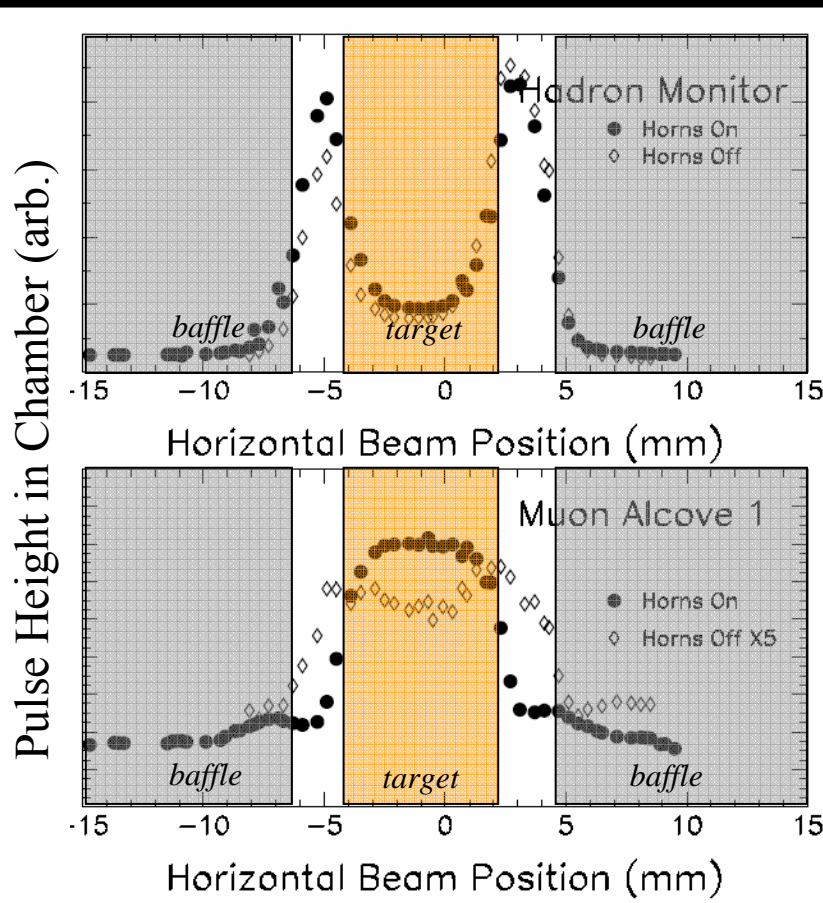 Pulse Height in Chamber (arb.)
Hadron Monitor
Horns On
Horns Off
baffle
target
baffle
-15
-10
-5
0
5
10
15
Horizontal Beam Position (mm)
Muon Alcove 1
Horns On
Horns Off X5
baffle
target
baffle
-15
-10
-5
0
5
10
15
Horizontal Beam Position (mm)